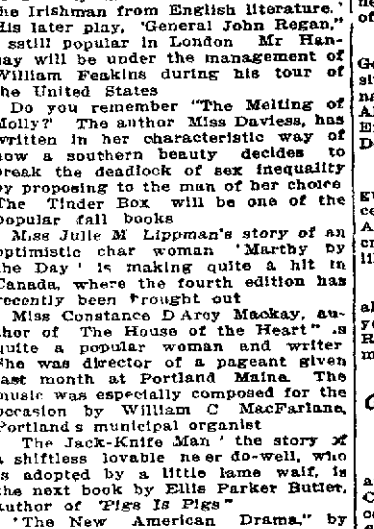 the Irishman from English literature.'
His later play, 'General John Regan,"
s still popular in London Mr Han-
nay will be under the management of
William Feakins during his tour of
the United States
Do you remember "The Melting of
Molly?' The author Miss Daviess, has
written in her characteristic way of
how a southern beauty decides to
break the deadlock of sex inequality
by proposing to the man of her choice
The Tinder Box will be one of the
popular fall books
Miss Julie M Lippman's story of an
optimistic char woman 'Martby by
the Day' is making quite a hit in
Canada, where the fourth edition has
recently been brought out
Miss Constance D Arcy Mackay, au-
thor of The House of the Heart" is
quite a popular woman and writer
She was director of a pageant given
last month at Portland Maine. The
music was especially composed for the
occasion by William C MacFarlane,
Portland s municipal organist
The Jack-Knife Man ' the story of
a shiftless lovable ne er do-well, who
is adopted by a little lame waif, is
the next book by Ellis Parker Butler,
author of 'Pigs Is Pigs"
'The New American Drama," by